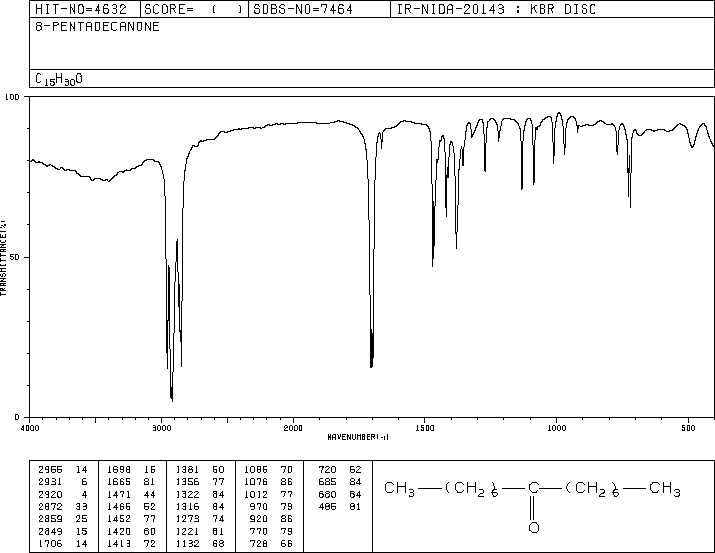 HIT-NO=4632 SCORE= ( ) SDBS-NO=7464 IR-NIDA-20143 : KBR DISC
8-PENTADECANONE
C15H30O
100
50
0
TRANSMITTANCE(%)
4000 3000 2000 1500 1000 500
WAVENUMBER(-1)
2955 14 1698 15 1381 50 1086 70 720 62
2931 6 1665 81 1356 77 1076 86 685 84
2920 4 1471 44 1322 84 1012 77 660 84
2872 33 1466 52 1316 84 970 79 486 81
2859 25 1452 77 1273 74 920 86
2849 15 1420 60 1221 81 770 79
1706 14 1413 72 1132 68 728 66
CH3—(CH2)6—C—(CH2)6—CH3
O